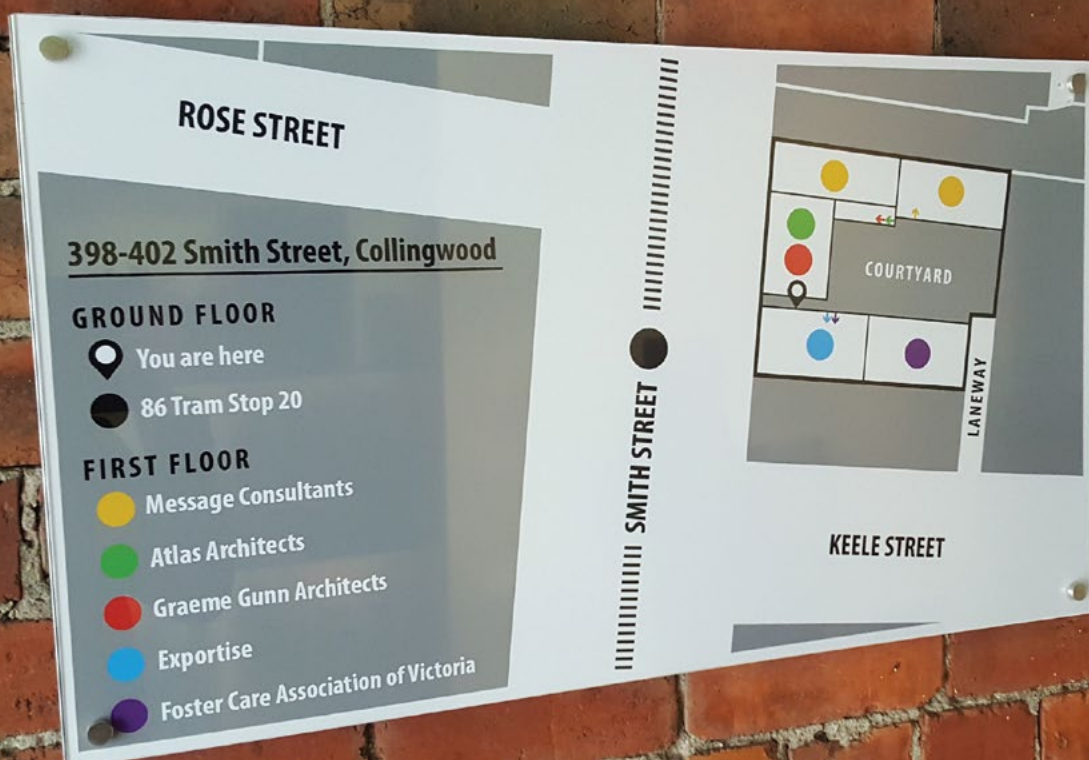 ROSE STREET
398-402 Smith Street, Collingwood
GROUND FLOOR
You are here
86 Tram Stop 20
FIRST FLOOR
Message Consultants
Atlas Architects
Graeme Gunn Architects
Exportise
Foster Care Association of Victoria
SMITH STREET
COURTYARD
LANEWAY
KEELE STREET